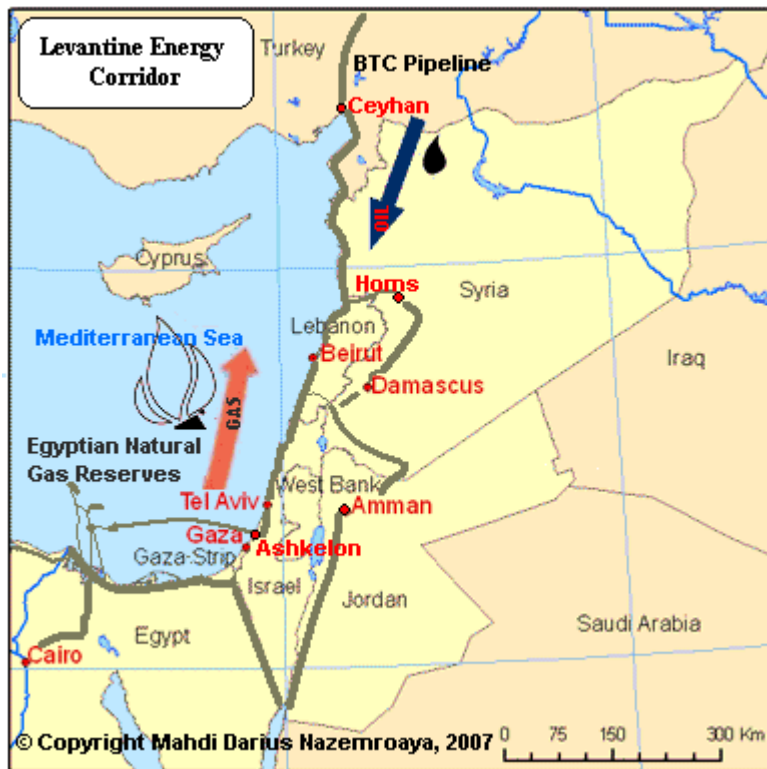 Levantine Energy
Corridor
Turkey
BTC Pipeline
Ceyhan
OIL
Cyprus
Homs
Syria
Mediterranean Sea
Lebanon
Beirut
Iraq
Damascus
GAS
Egyptian Natural
Gas Reserves
Tel Aviv
West Bank
Amman
Gaza
Ashkelon
Gaza-Strip
Israel
Jordan
Saudi Arabia
Egypt
Cairo
© Copyright Mahdi Darius Nazemroaya, 2007
0 75 150 300 Km